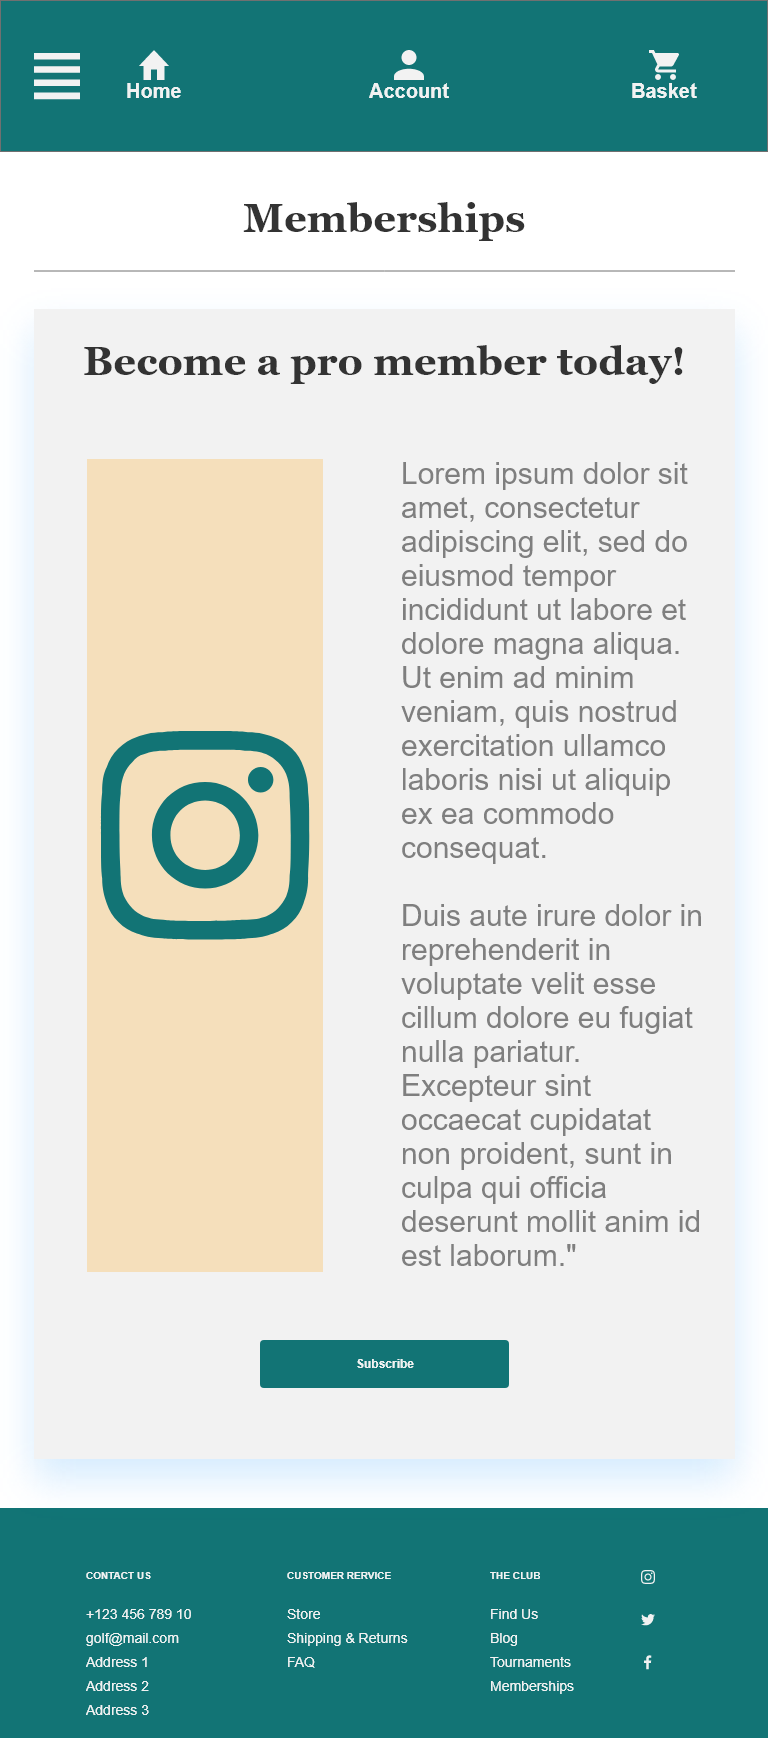 Home
Account
Basket
Memberships
Become a pro member today!
Lorem ipsum dolor sit
amet, consectetur
adipiscing elit, sed do
eiusmod tempor
incididunt ut labore et
dolore magna aliqua.
Ut enim ad minim
veniam, quis nostrud
exercitation ullamco
laboris nisi ut aliquip
ex ea commodo
consequat.
Duis aute irure dolor in
reprehenderit in
voluptate velit esse
cillum dolore eu fugiat
nulla pariatur.
Excepteur sint
occaecat cupidatat
non proident, sunt in
culpa qui officia
deserunt mollit anim id
est laborum."
Subscribe
CONTACT US
+123 456 789 10
golf@mail.com
Address 1
Address 2
Address 3
CUSTOMER RERVICE
Store
Shipping & Returns
FAQ
THE CLUB
Find Us
Blog
Tournaments
Memberships